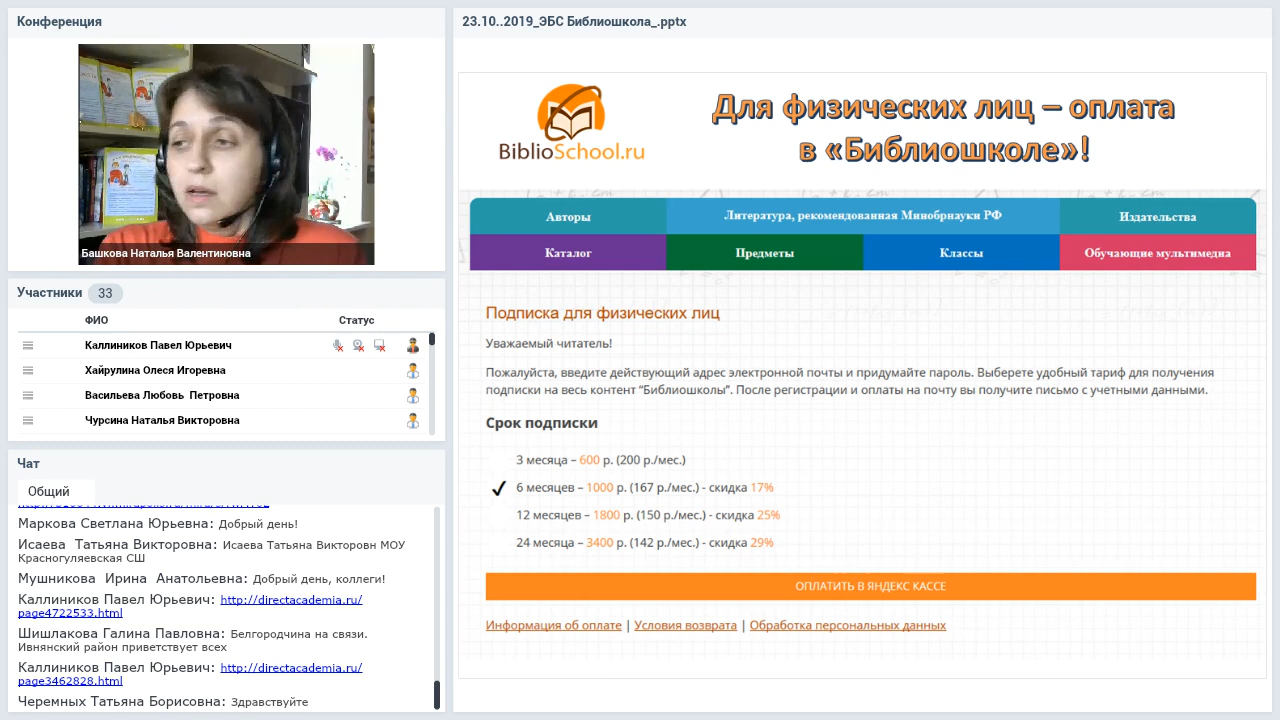 Конференция
Башкова Наталья Валентиновна
Участники 33
ФИО Статус
Каллиников Павел Юрьевич
Хайрулина Олеся Игоревна
Васильева Любовь Петровна
Чурсина Наталья Викторовна
Чат
Общий
Маркова Светлана Юрьевна: Добрый день!
Исаева Татьяна Викторовна: Исаева Татьяна Викторовн МОУ
Красногуляевская СШ
Мушникова Ирина Анатольевна: Добрый день, коллеги!
Каллиников Павел Юрьевич: http://directacademia.ru/
page4722533.html
Шишлакова Галина Павловна: Белгородчина на связи.
Ивнянский район приветствует всех
Каллиников Павел Юрьевич: http://directacademia.ru/
page3462828.html
Черемных Татьяна Борисовна: Здравствуйте
23.10..2019_ЭБС Библиошкола_.pptx
BiblioSchool.ru
Для физических лиц – оплата
в «Библиошколе»!
Авторы Литература, рекомендованная Минобрнауки РФ Издательства
Каталог Предметы Классы Обучающие мультимедиа
Подписка для физических лиц
Уважаемый читатель!
Пожалуйста, введите действующий адрес электронной почты и придумайте пароль. Выберете удобный тариф для получения
подписки на весь контент “Библиошколы”. После регистрации и оплаты на почту вы получите письмо с учетными данными.
Срок подписки
3 месяца – 600 р. (200 р./мес.)
6 месяцев – 1000 р. (167 р./мес.) - скидка 17%
12 месяцев – 1800 р. (150 р./мес.) - скидка 25%
24 месяца – 3400 р. (142 р./мес.) - скидка 29%
ОПЛАТИТЬ В ЯНДЕКС КАССЕ
Информация об оплате | Условия возврата | Обработка персональных данных